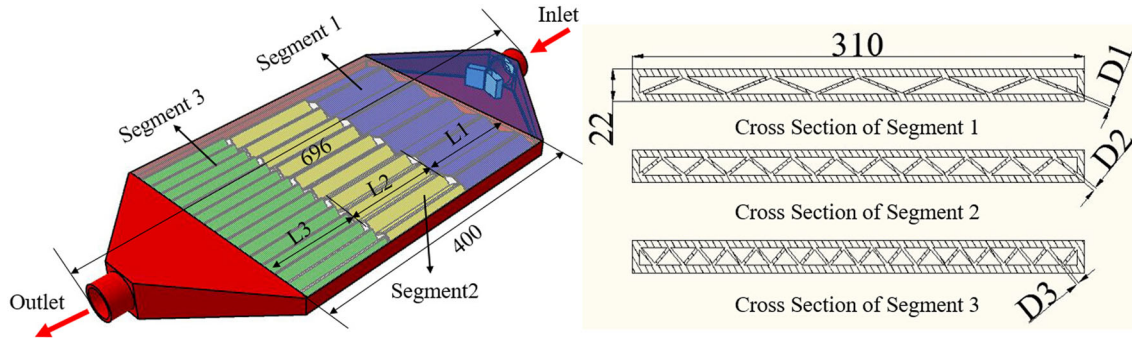 Inlet
Segment 1
Segment 3
L1
696
L2
L3
400
Segment2
Outlet
310
D1
22
Cross Section of Segment 1
D2
Cross Section of Segment 2
D3
Cross Section of Segment 3